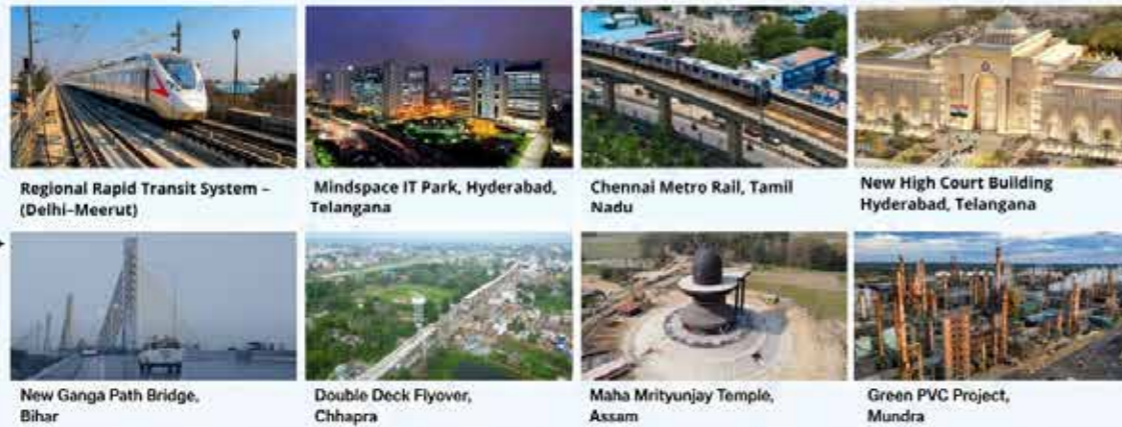 Regional Rapid Transit System –
(Delhi–Meerut)
Mindspace IT Park, Hyderabad,
Telangana
Chennai Metro Rail, Tamil
Nadu
New High Court Building
Hyderabad, Telangana
New Ganga Path Bridge,
Bihar
Double Deck Flyover,
Chhapra
Maha Mrityunjay Temple,
Assam
Green PVC Project,
Mundra